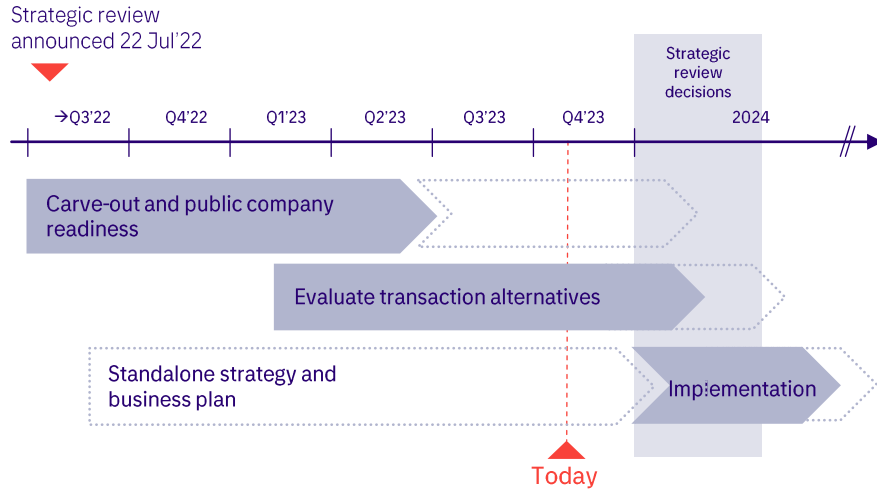 Strategic review
announced 22 Jul'22
Strategic
review
decisions
→Q3'22
Q4'22
Q1'23
Q2'23
Q3'23
Q4'23
2024
Carve-out and public company
readiness
Evaluate transaction alternatives
Standalone strategy and
business plan
Implementation
Today